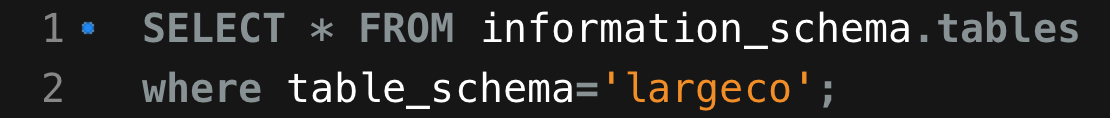 1 SELECT * FROM information_schema.tables
2 where table_schema='largeco';